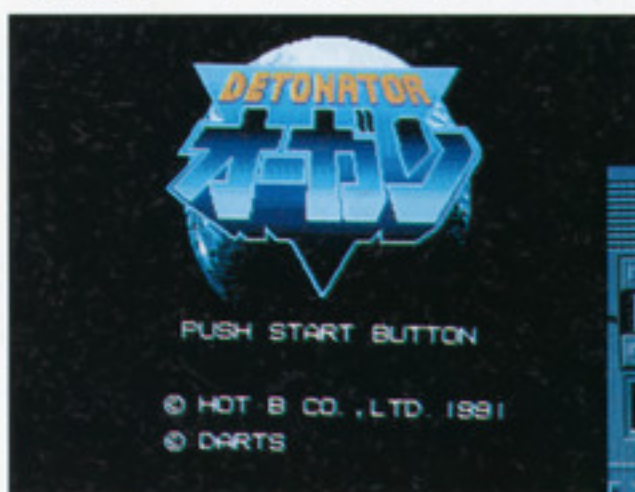 DETONATOR
オーガン
PUSH START BUTTON
© HOT・B CO.,LTD. 1991
© DARTS